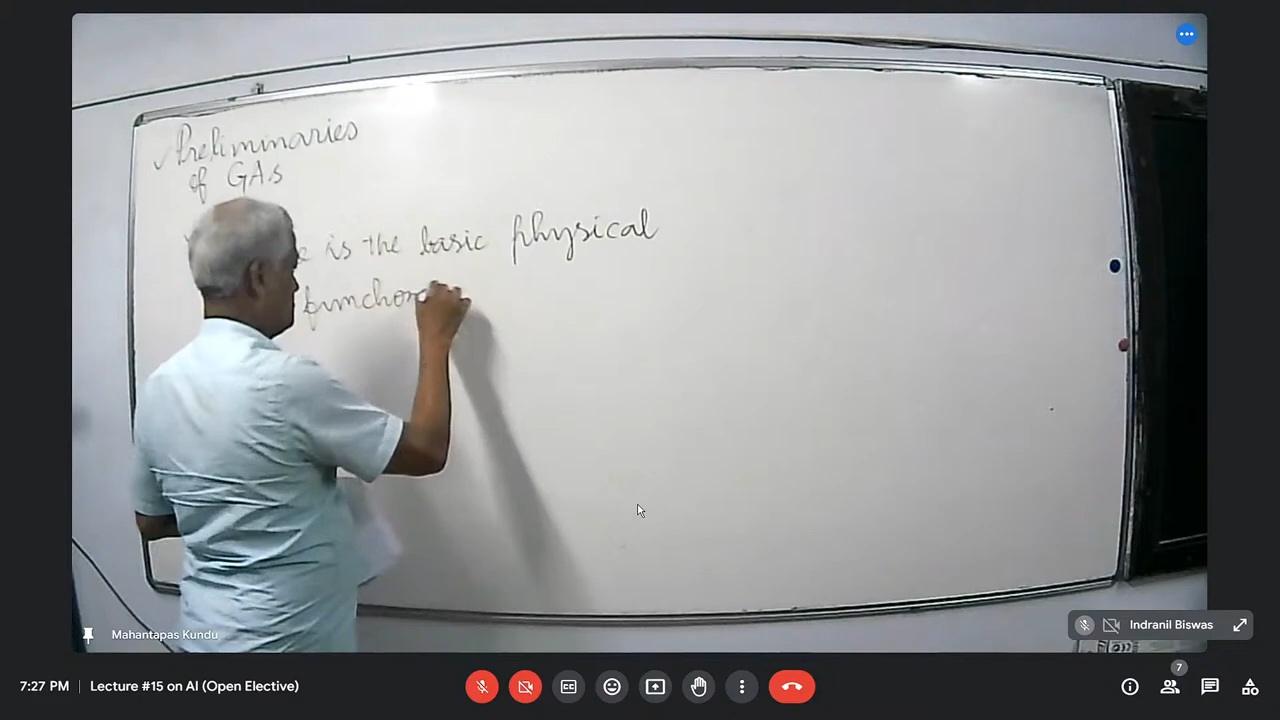 Preliminaries
of GAs
is the basic physical
Mahantapas Kundu
Indranil Biswas
7:27 PM | Lecture #15 on AI (Open Elective)
7